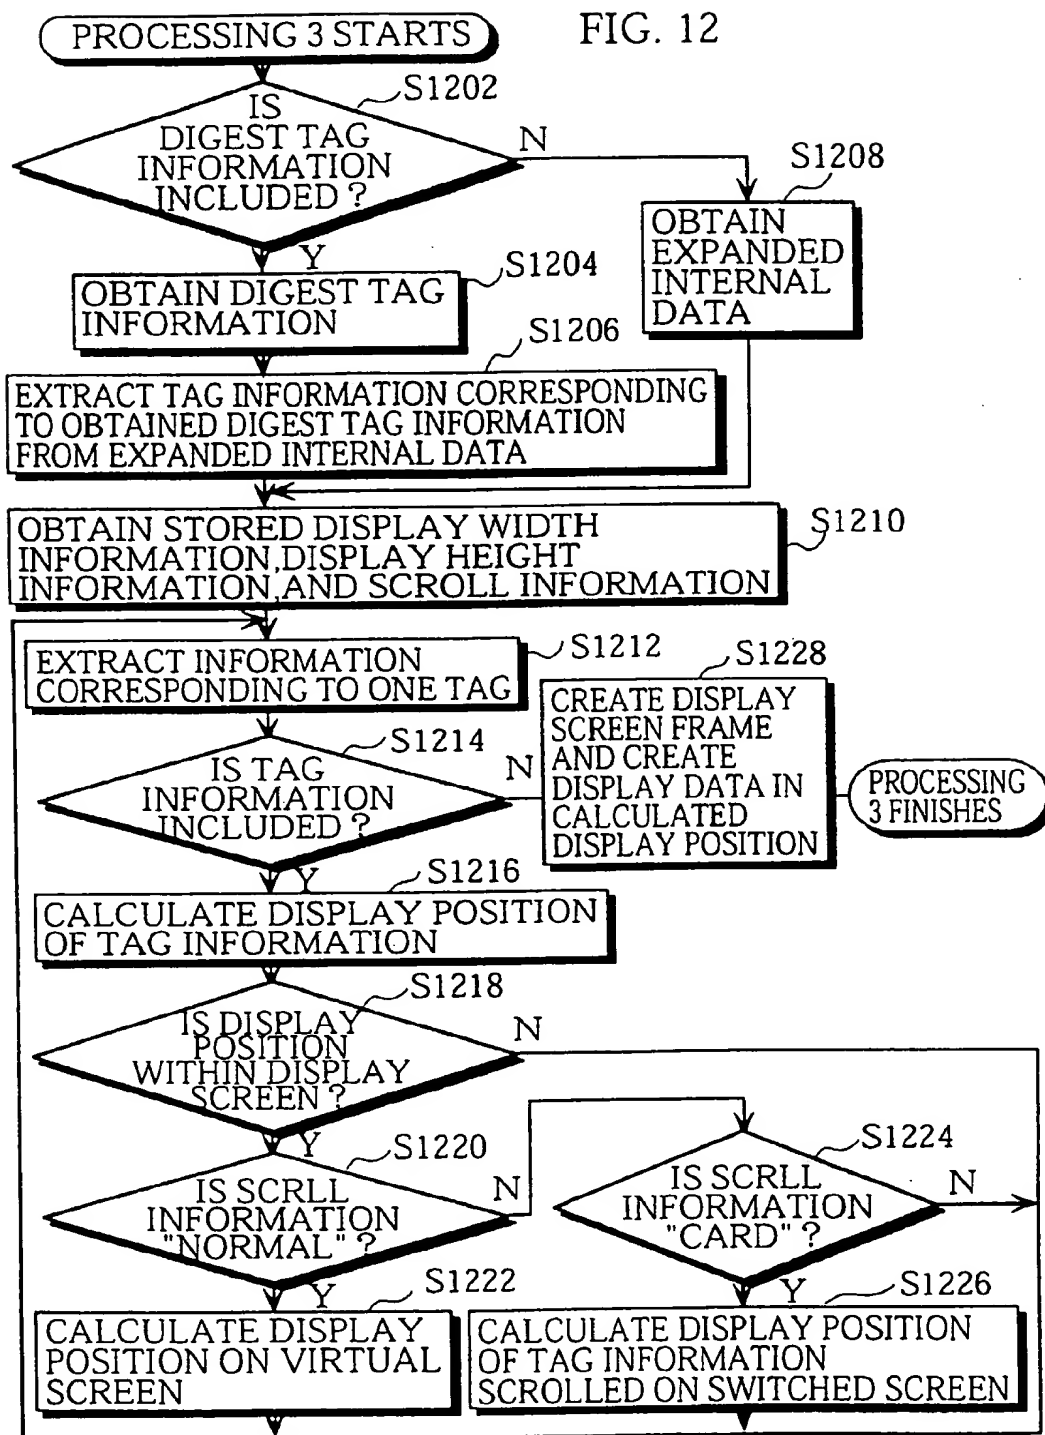 PROCESSING 3 STARTS
FIG. 12
S1202
IS
DIGEST TAG
INFORMATION
INCLUDED ?
N
Y
S1208
OBTAIN
EXPANDED
INTERNAL
DATA
S1204
OBTAIN DIGEST TAG
INFORMATION
S1206
EXTRACT TAG INFORMATION CORRESPONDING
TO OBTAINED DIGEST TAG INFORMATION
FROM EXPANDED INTERNAL DATA
S1210
OBTAIN STORED DISPLAY WIDTH
INFORMATION,DISPLAY HEIGHT
INFORMATION,AND SCROLL INFORMATION
S1212
EXTRACT INFORMATION
CORRESPONDING TO ONE TAG
S1214
IS TAG
INFORMATION
INCLUDED ?
N
Y
S1228
CREATE DISPLAY
SCREEN FRAME
AND CREATE
DISPLAY DATA IN
CALCULATED
DISPLAY POSITION
PROCESSING
3 FINISHES
S1216
CALCULATE DISPLAY POSITION
OF TAG INFORMATION
S1218
IS DISPLAY
POSITION
WITHIN DISPLAY
SCREEN ?
N
Y
S1220
IS SCRLL
INFORMATION
"NORMAL" ?
N
Y
S1224
IS SCRLL
INFORMATION
"CARD" ?
N
Y
S1222
CALCULATE DISPLAY
POSITION ON VIRTUAL
SCREEN
S1226
CALCULATE DISPLAY POSITION
OF TAG INFORMATION
SCROLLED ON SWITCHED SCREEN